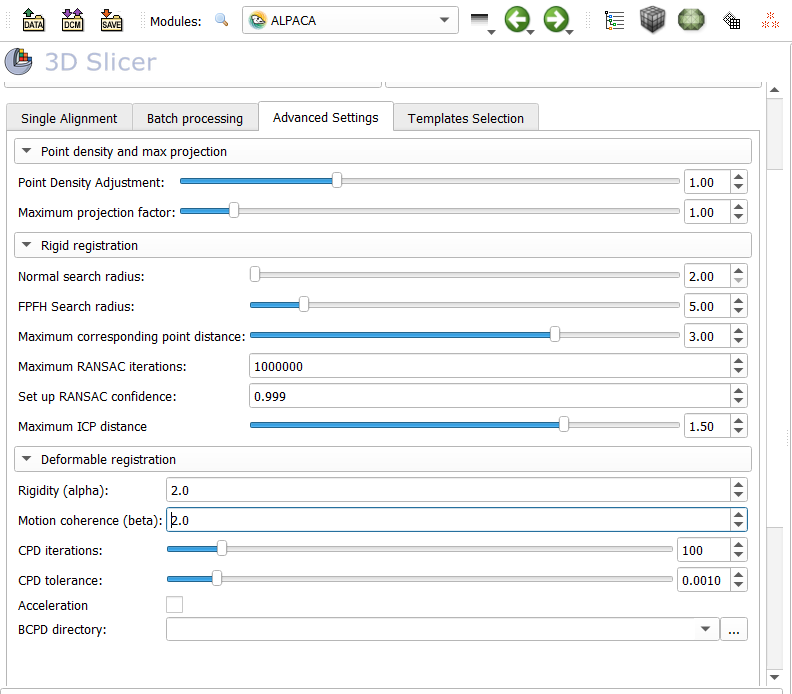 DATA DCM SAVE Modules: ALPACA
3D Slicer
Single Alignment Batch processing Advanced Settings Templates Selection
Point density and max projection
Point Density Adjustment: 1.00
Maximum projection factor: 1.00
Rigid registration
Normal search radius: 2.00
FPFH Search radius: 5.00
Maximum corresponding point distance: 3.00
Maximum RANSAC iterations: 1000000
Set up RANSAC confidence: 0.999
Maximum ICP distance 1.50
Deformable registration
Rigidity (alpha): 2.0
Motion coherence (beta): 2.0
CPD iterations: 100
CPD tolerance: 0.0010
Acceleration
BCPD directory: ...